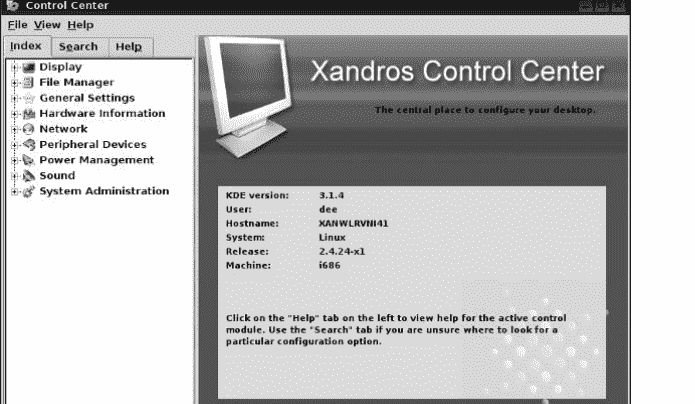 Control Center
File View Help
Index Search Help
Display
File Manager
General Settings
Hardware Information
Network
Peripheral Devices
Power Management
Sound
System Administration
Xandros Control Center
The central place to configure your desktop.
KDE version: 3.1.4
User: dee
Hostname: XANWLRVNI41
System: Linux
Release: 2.4.24-x1
Machine: i686
Click on the "Help" tab on the left to view help for the active control
module. Use the "Search" tab if you are unsure where to look for a
particular configuration option.